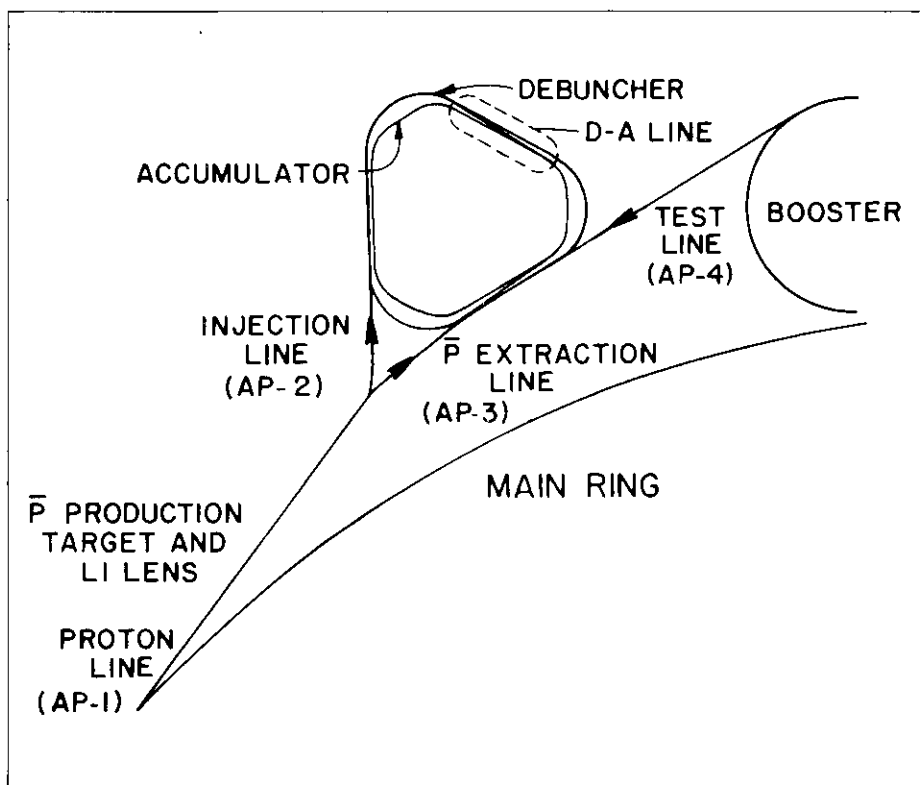 DEBUNCHER
D-A LINE
ACCUMULATOR
TEST
LINE
(AP-4)
BOOSTER
INJECTION
LINE
(AP-2)
P̅ EXTRACTION
LINE
(AP-3)
MAIN RING
P̅ PRODUCTION
TARGET AND
LI LENS
PROTON
LINE
(AP-1)